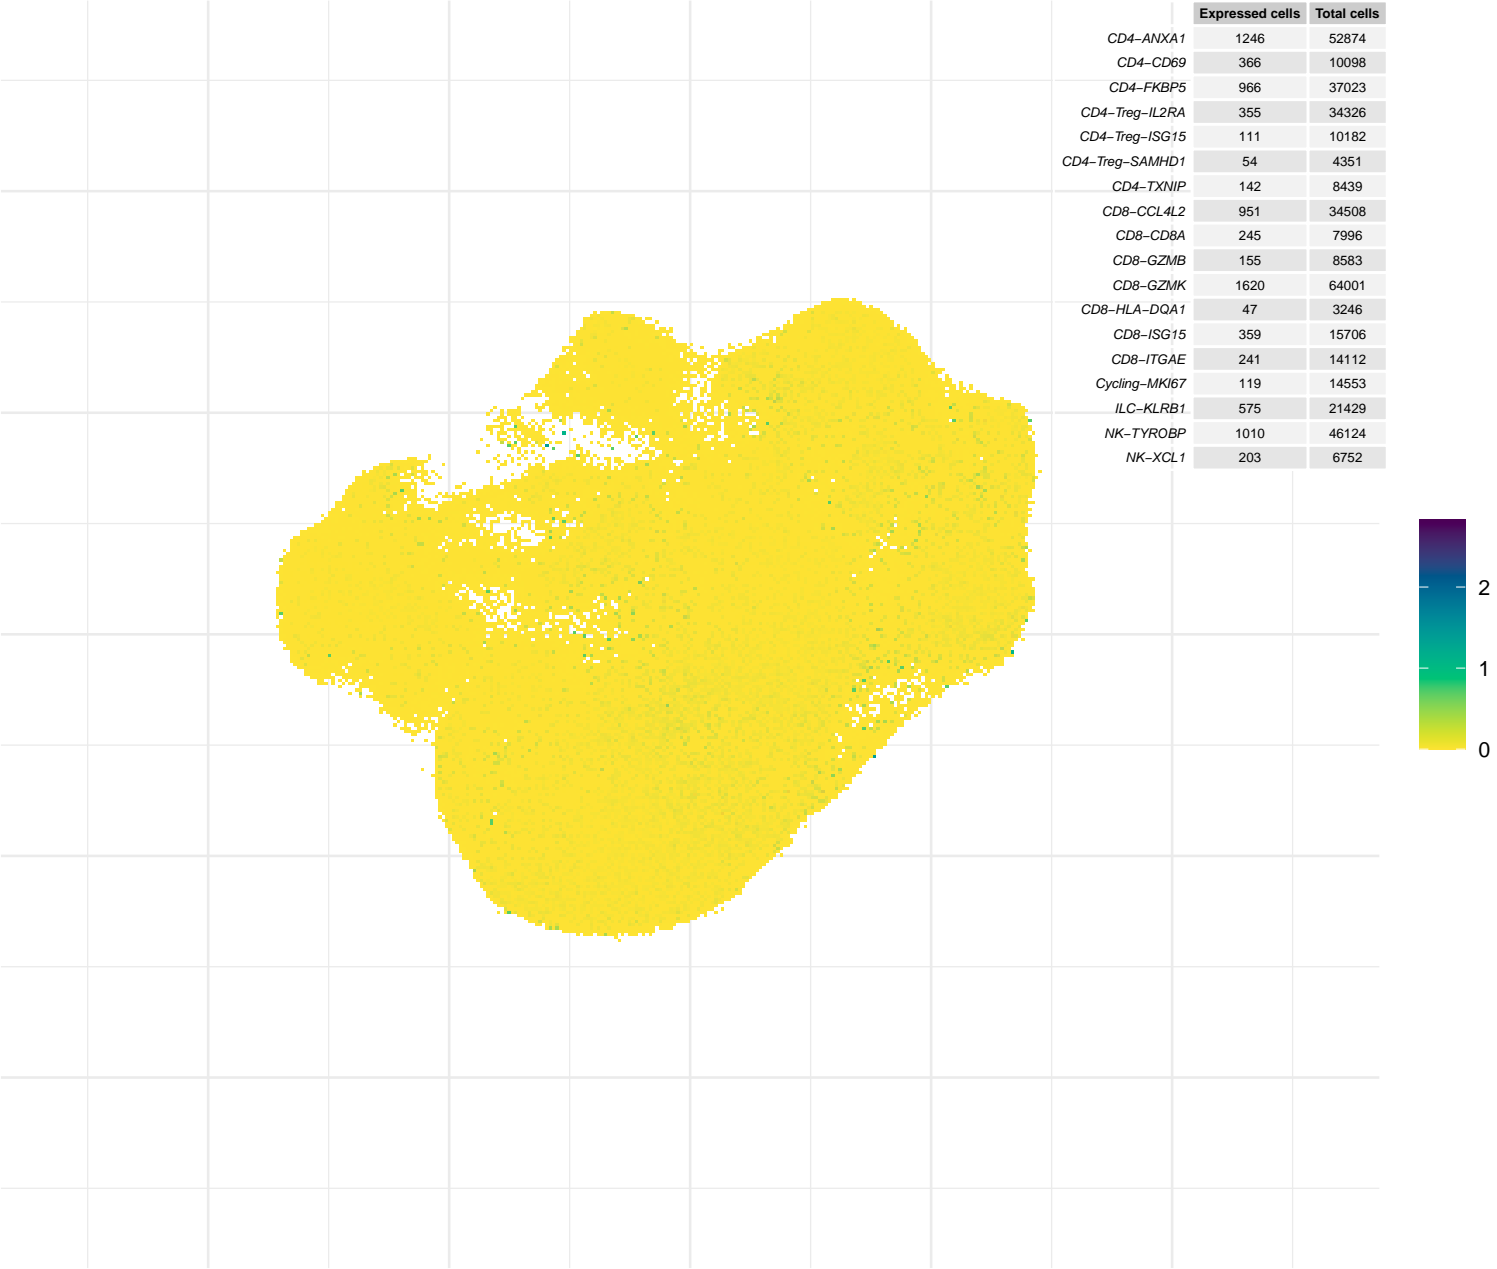 Expressed cells Total cells
CD4−ANXA1 1246 52874
CD4−CD69 366 10098
CD4−FKBP5 966 37023
CD4−Treg−IL2RA 355 34326
CD4−Treg−ISG15 111 10182
CD4−Treg−SAMHD1 54 4351
CD4−TXNIP 142 8439
CD8−CCL4L2 951 34508
CD8−CD8A 245 7996
CD8−GZMB 155 8583
CD8−GZMK 1620 64001
CD8−HLA−DQA1 47 3246
CD8−ISG15 359 15706
CD8−ITGAE 241 14112
Cycling−MKI67 119 14553
ILC−KLRB1 575 21429
NK−TYROBP 1010 46124
NK−XCL1 203 6752
2
1
0